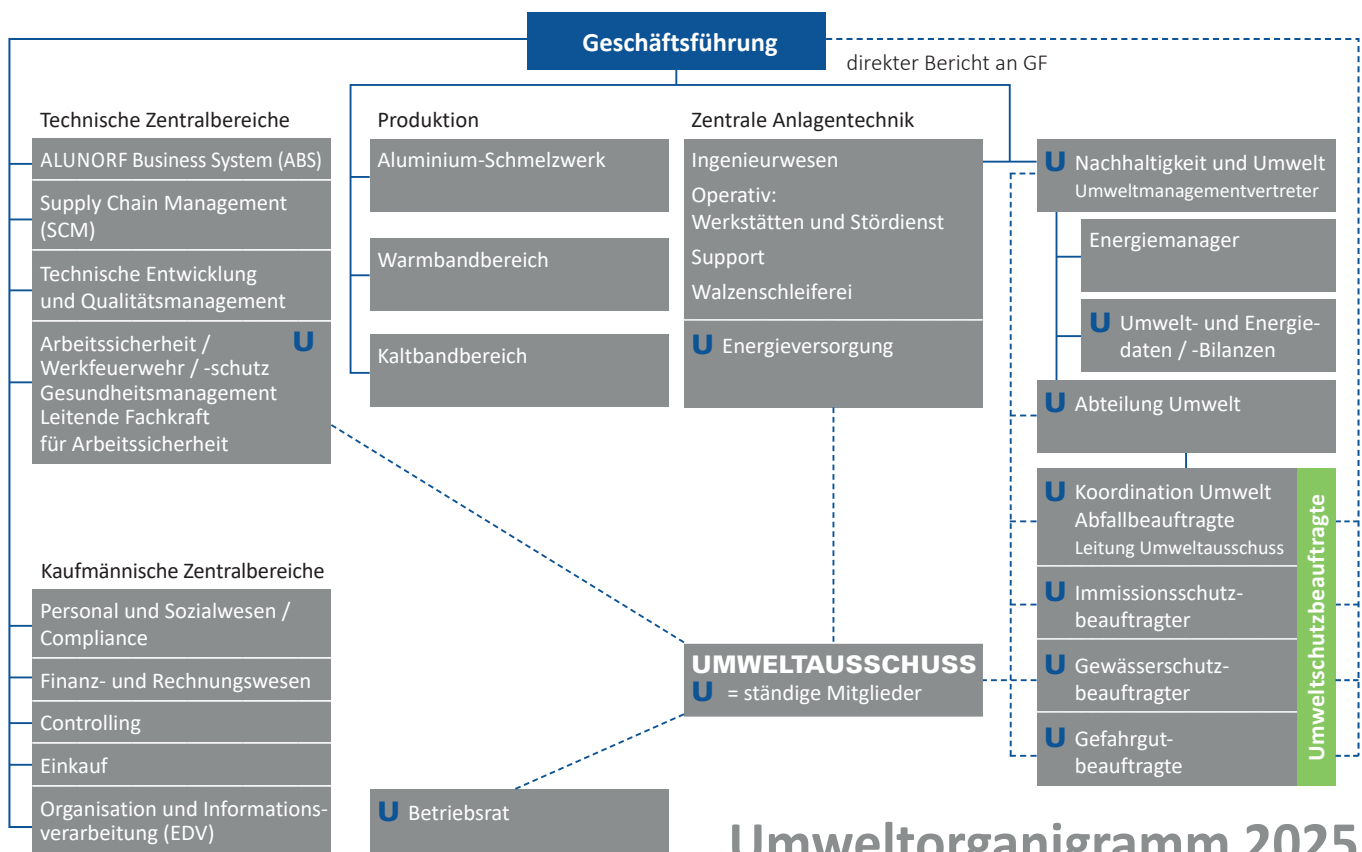 Geschäftsführung
direkter Bericht an GF
Technische Zentralbereiche
ALUNORF Business System (ABS)
Supply Chain Management
(SCM)
Technische Entwicklung
und Qualitätsmanagement
Arbeitssicherheit / U
Werkfeuerwehr / -schutz
Gesundheitsmanagement
Leitende Fachkraft
für Arbeitssicherheit
Kaufmännische Zentralbereiche
Personal und Sozialwesen /
Compliance
Finanz- und Rechnungswesen
Controlling
Einkauf
Organisation und Informations-
verarbeitung (EDV)
Produktion
Aluminium-Schmelzwerk
Warmbandbereich
Kaltbandbereich
Zentrale Anlagentechnik
Ingenieurwesen
Operativ:
Werkstätten und Stördienst
Support
Walzenschleiferei
U Energieversorgung
U Nachhaltigkeit und Umwelt
Umweltmanagementvertreter
Energiemanager
U Umwelt- und Energie-
daten / -Bilanzen
U Abteilung Umwelt
U Koordination Umwelt
Abfallbeauftragte
Leitung Umweltausschuss
U Immissionsschutz-
beauftragter
U Gewässerschutz-
beauftragter
U Gefahrgut-
beauftragte
Umweltschutzbeauftragte
UMWELTAUSSCHUSS
U = ständige Mitglieder
U Betriebsrat
Umweltorganigramm 2025